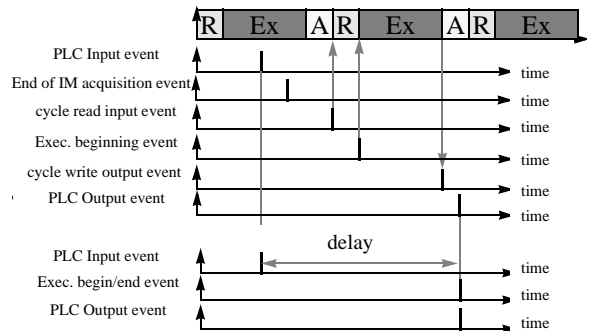 R Ex A R Ex A R Ex
PLC Input event
time
End of IM acquisition event
time
cycle read input event
time
Exec. beginning event
time
cycle write output event
time
PLC Output event
time
delay
PLC Input event
time
Exec. begin/end event
time
PLC Output event
time